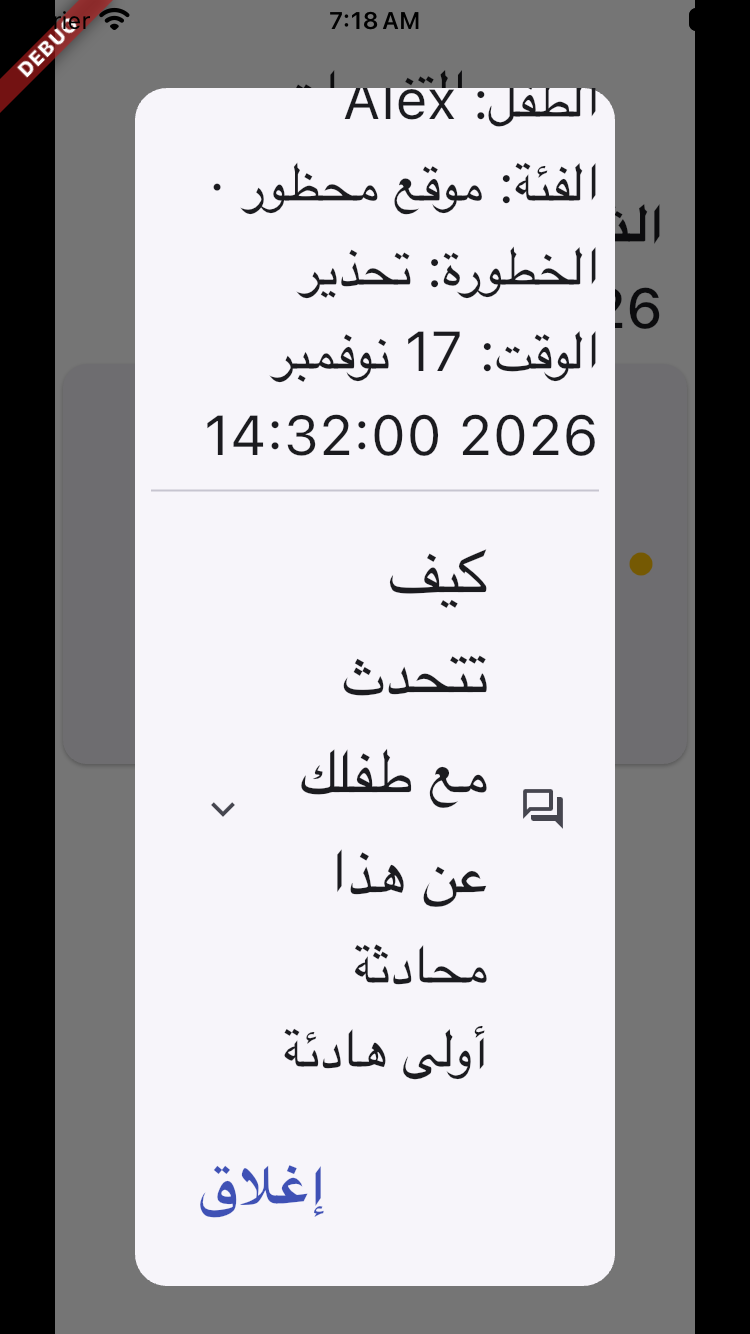 7:18 AM
DEBUG
الطفل: Alex
الفئة: موقع محظور ·
الخطورة: تحذير
الوقت: 17 نوفمبر
2026 14:32:00
كيف
تتحدث
مع طفلك
عن هذا
محادثة
أولى هادئة
إغلاق